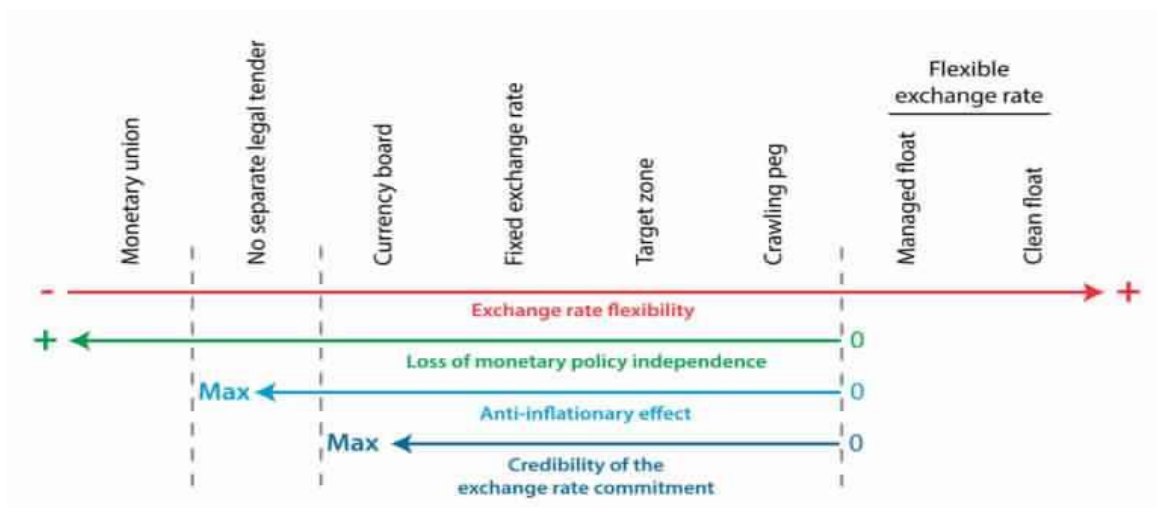 Flexible
exchange rate
Monetary union
No separate legal tender
Currency board
Fixed exchange rate
Target zone
Crawling peg
Managed float
Clean float
- +
Exchange rate flexibility
+ 0
Loss of monetary policy independence
Max 0
Anti-inflationary effect
Max 0
Credibility of the
exchange rate commitment